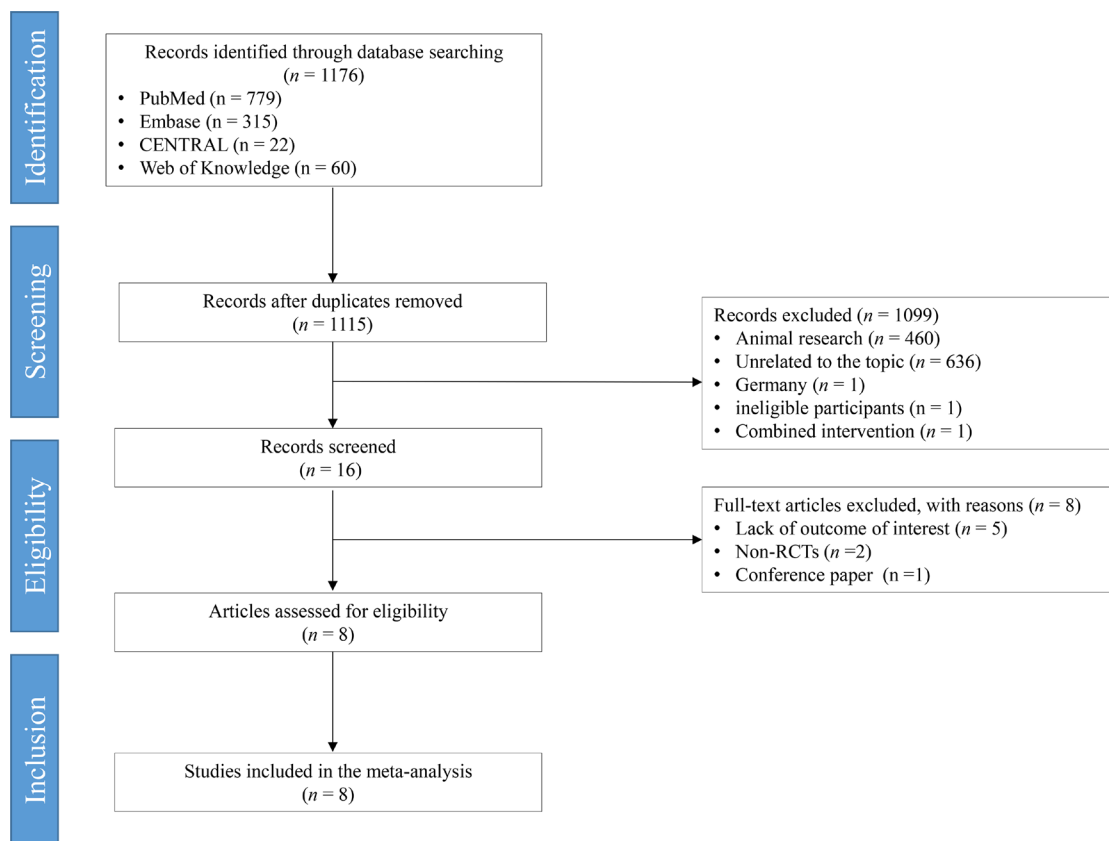 Identification
Records identified through database searching
(n = 1176)
• PubMed (n = 779)
• Embase (n = 315)
• CENTRAL (n = 22)
• Web of Knowledge (n = 60)
Screening
Records after duplicates removed
(n = 1115)
Records excluded (n = 1099)
• Animal research (n = 460)
• Unrelated to the topic (n = 636)
• Germany (n = 1)
• ineligible participants (n = 1)
• Combined intervention (n = 1)
Records screened
(n = 16)
Eligibility
Full-text articles excluded, with reasons (n = 8)
• Lack of outcome of interest (n = 5)
• Non-RCTs (n =2)
• Conference paper (n =1)
Articles assessed for eligibility
(n = 8)
Inclusion
Studies included in the meta-analysis
(n = 8)